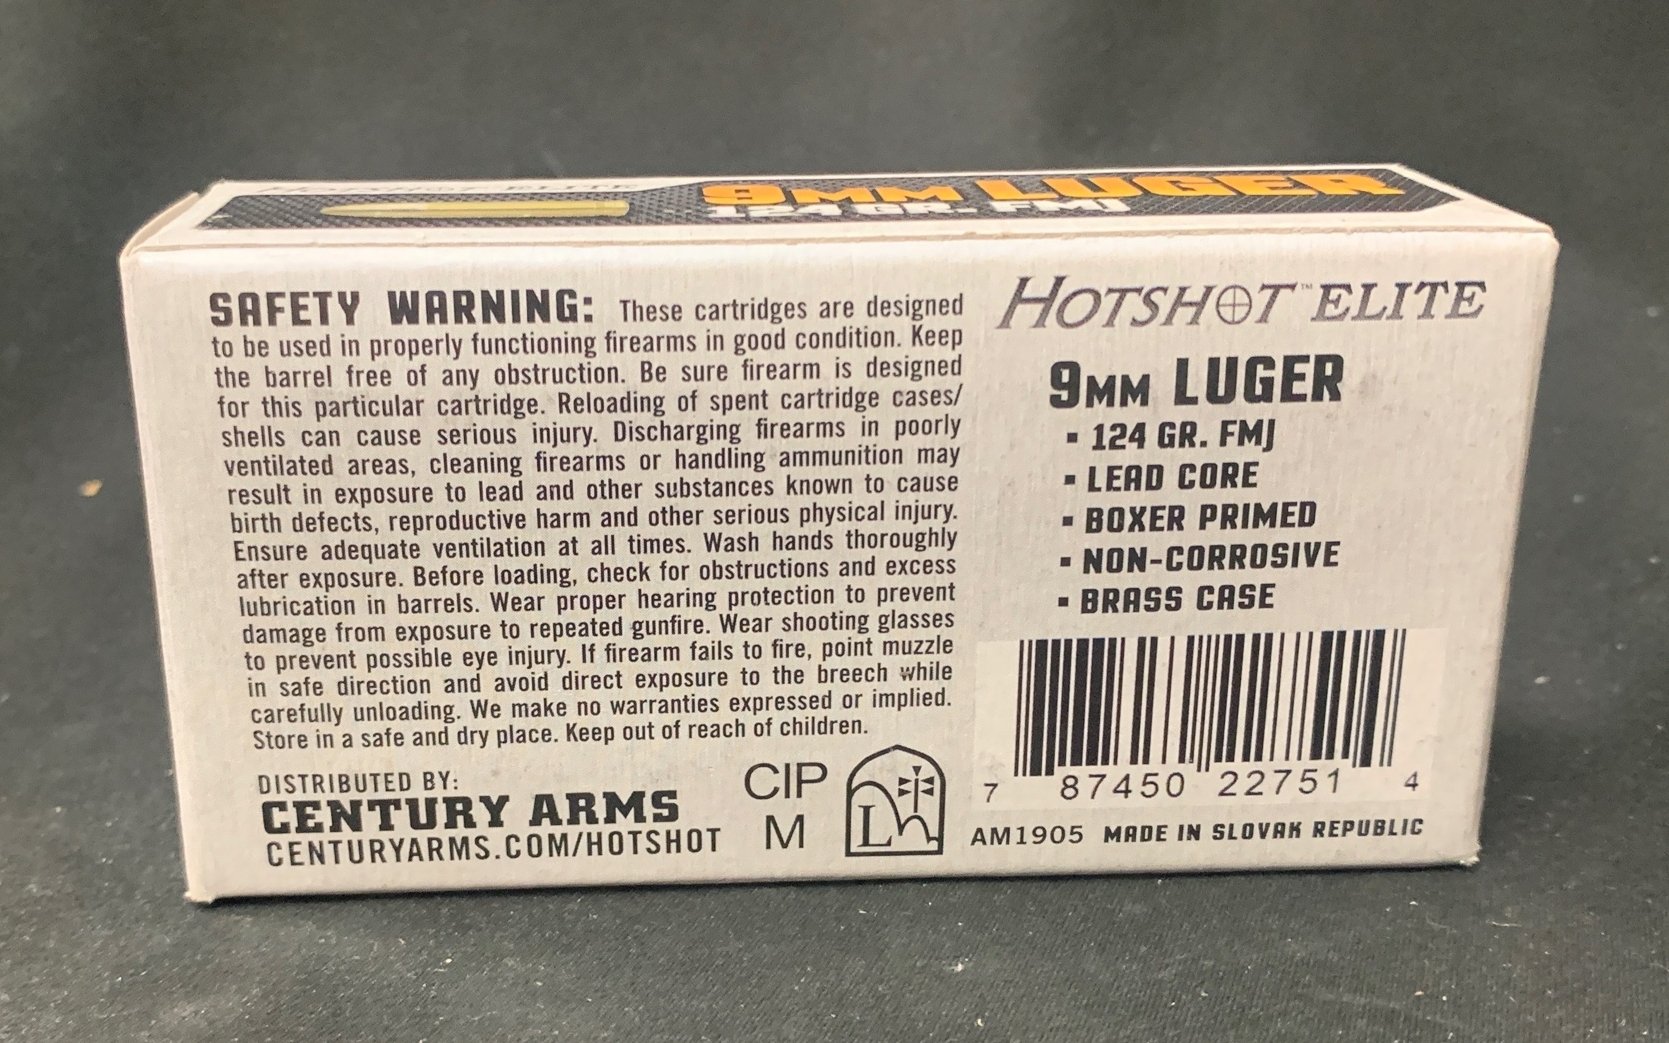 HOTSHOT ELITE
9MM LUGER
124 GR. FMJ
SAFETY WARNING: These cartridges are designed
to be used in properly functioning firearms in good condition. Keep
the barrel free of any obstruction. Be sure firearm is designed
for this particular cartridge. Reloading of spent cartridge cases/
shells can cause serious injury. Discharging firearms in poorly
ventilated areas, cleaning firearms or handling ammunition may
result in exposure to lead and other substances known to cause
birth defects, reproductive harm and other serious physical injury.
Ensure adequate ventilation at all times. Wash hands thoroughly
after exposure. Before loading, check for obstructions and excess
lubrication in barrels. Wear proper hearing protection to prevent
damage from exposure to repeated gunfire. Wear shooting glasses
to prevent possible eye injury. If firearm fails to fire, point muzzle
in safe direction and avoid direct exposure to the breech while
carefully unloading. We make no warranties expressed or implied.
Store in a safe and dry place. Keep out of reach of children.
DISTRIBUTED BY:
CENTURY ARMS
CENTURYARMS.COM/HOTSHOT
CIP
M
L
HOTSHOT™ ELITE
9MM LUGER
▪ 124 GR. FMJ
▪ LEAD CORE
▪ BOXER PRIMED
▪ NON-CORROSIVE
▪ BRASS CASE
7 87450 22751 4
AM1905 MADE IN SLOVAK REPUBLIC